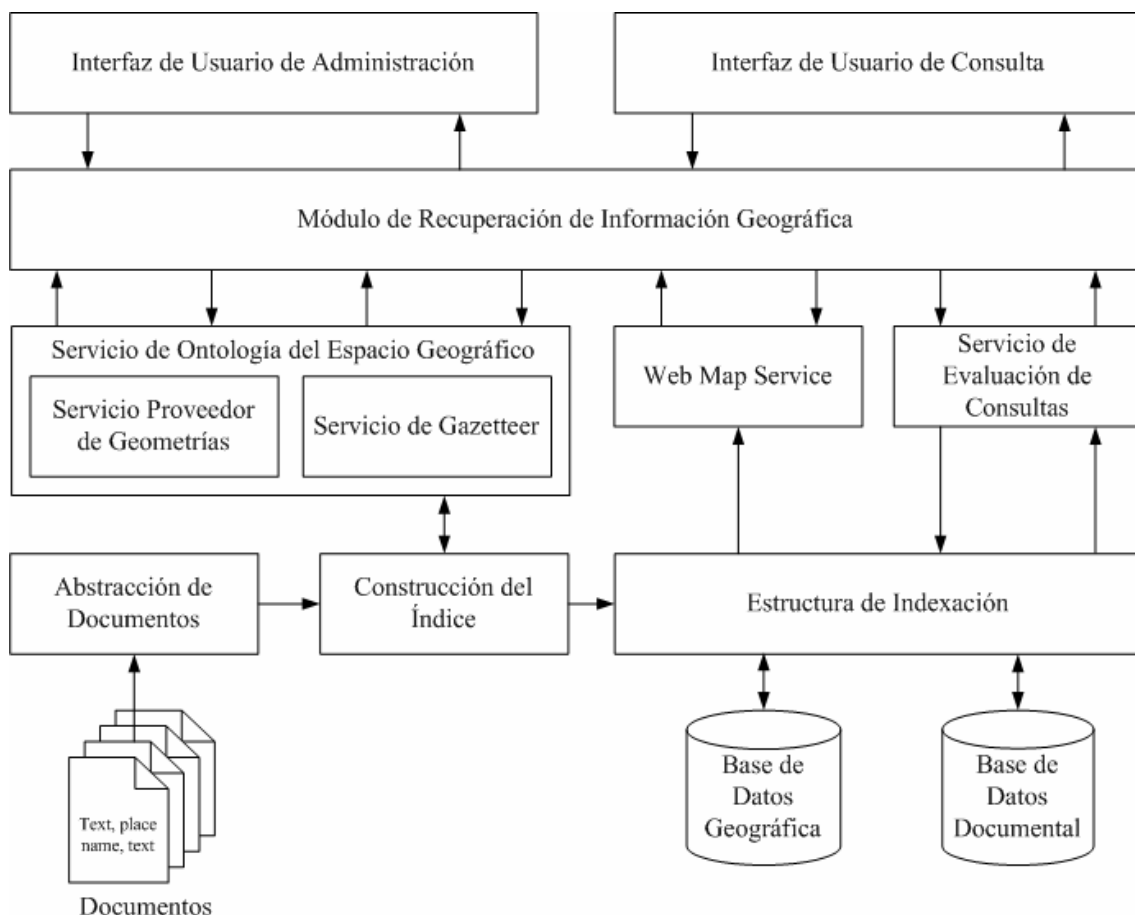 Interfaz de Usuario de Administración
Interfaz de Usuario de Consulta
Módulo de Recuperación de Información Geográfica
Servicio de Ontología del Espacio Geográfico
Servicio Proveedor
de Geometrías
Servicio de Gazetteer
Web Map Service
Servicio de
Evaluación de
Consultas
Abstracción de
Documentos
Construcción del
Índice
Estructura de Indexación
Text, place
name, text
Documentos
Base de
Datos
Geográfica
Base de
Datos
Documental